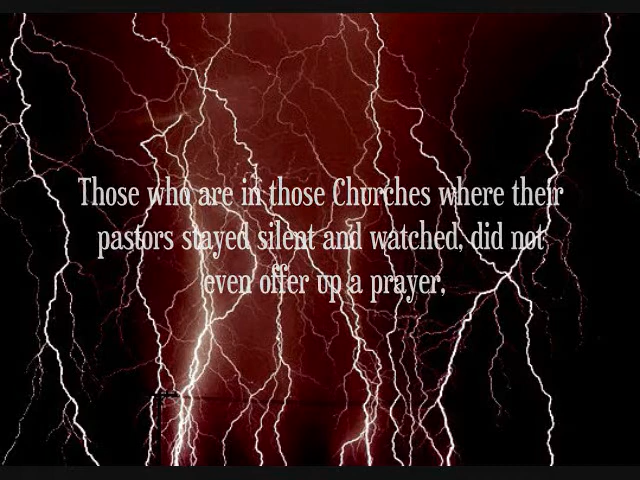 Those who are in those Churches where their
pastors stayed silent and watched, did not
even offer up a prayer,